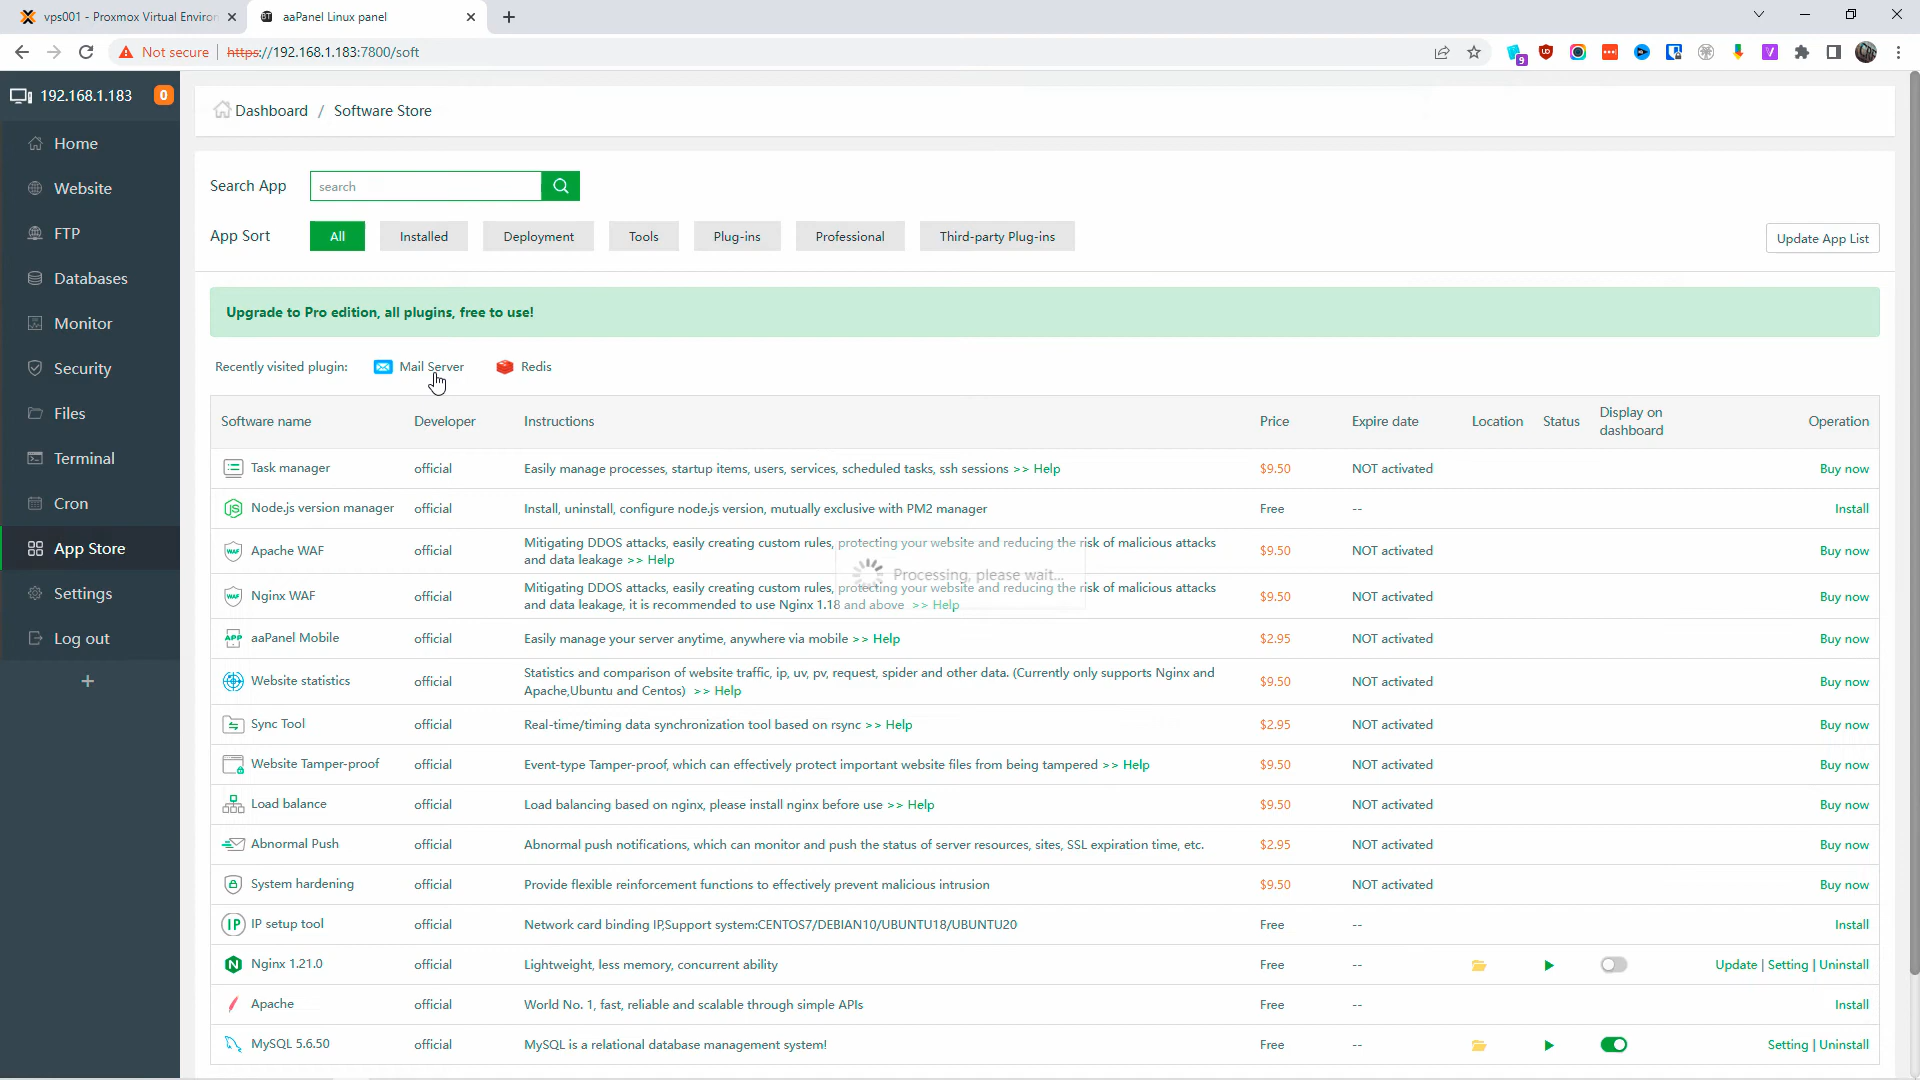 vps001 - Proxmox Virtual Enviror
aaPanel Linux panel
Not secure
https://192.168.1.183:7800/soft
9
192.168.1.183
0
Home
Website
FTP
Databases
Monitor
Security
Files
Terminal
Cron
App Store
Settings
Log out
Dashboard / Software Store
Search App
search
App Sort
All
Installed
Deployment
Tools
Plug-ins
Professional
Third-party Plug-ins
Update App List
Upgrade to Pro edition, all plugins, free to use!
Recently visited plugin: Mail Server Redis
Software name Developer Instructions Price Expire date Location Status Display on dashboard Operation
Task manager official Easily manage processes, startup items, users, services, scheduled tasks, ssh sessions >> Help $9.50 NOT activated Buy now
Node.js version manager official Install, uninstall, configure node.js version, mutually exclusive with PM2 manager Free -- Install
Apache WAF official Mitigating DDOS attacks, easily creating custom rules, protecting your website and reducing the risk of malicious attacks
and data leakage >> Help $9.50 NOT activated Buy now
Processing, please wait...
Nginx WAF official Mitigating DDOS attacks, easily creating custom rules, protecting your website and reducing the risk of malicious attacks
and data leakage, it is recommended to use Nginx 1.18 and above >> Help $9.50 NOT activated Buy now
aaPanel Mobile official Easily manage your server anytime, anywhere via mobile >> Help $2.95 NOT activated Buy now
Website statistics official Statistics and comparison of website traffic, ip, uv, pv, request, spider and other data. (Currently only supports Nginx and
Apache,Ubuntu and Centos) >> Help $9.50 NOT activated Buy now
Sync Tool official Real-time/timing data synchronization tool based on rsync >> Help $2.95 NOT activated Buy now
Website Tamper-proof official Event-type Tamper-proof, which can effectively protect important website files from being tampered >> Help $9.50 NOT activated Buy now
Load balance official Load balancing based on nginx, please install nginx before use >> Help $9.50 NOT activated Buy now
Abnormal Push official Abnormal push notifications, which can monitor and push the status of server resources, sites, SSL expiration time, etc. $2.95 NOT activated Buy now
System hardening official Provide flexible reinforcement functions to effectively prevent malicious intrusion $9.50 NOT activated Buy now
IP setup tool official Network card binding IP,Support system:CENTOS7/DEBIAN10/UBUNTU18/UBUNTU20 Free -- Install
Nginx 1.21.0 official Lightweight, less memory, concurrent ability Free -- Update | Setting | Uninstall
Apache official World No. 1, fast, reliable and scalable through simple APIs Free -- Install
MySQL 5.6.50 official MySQL is a relational database management system! Free -- Setting | Uninstall